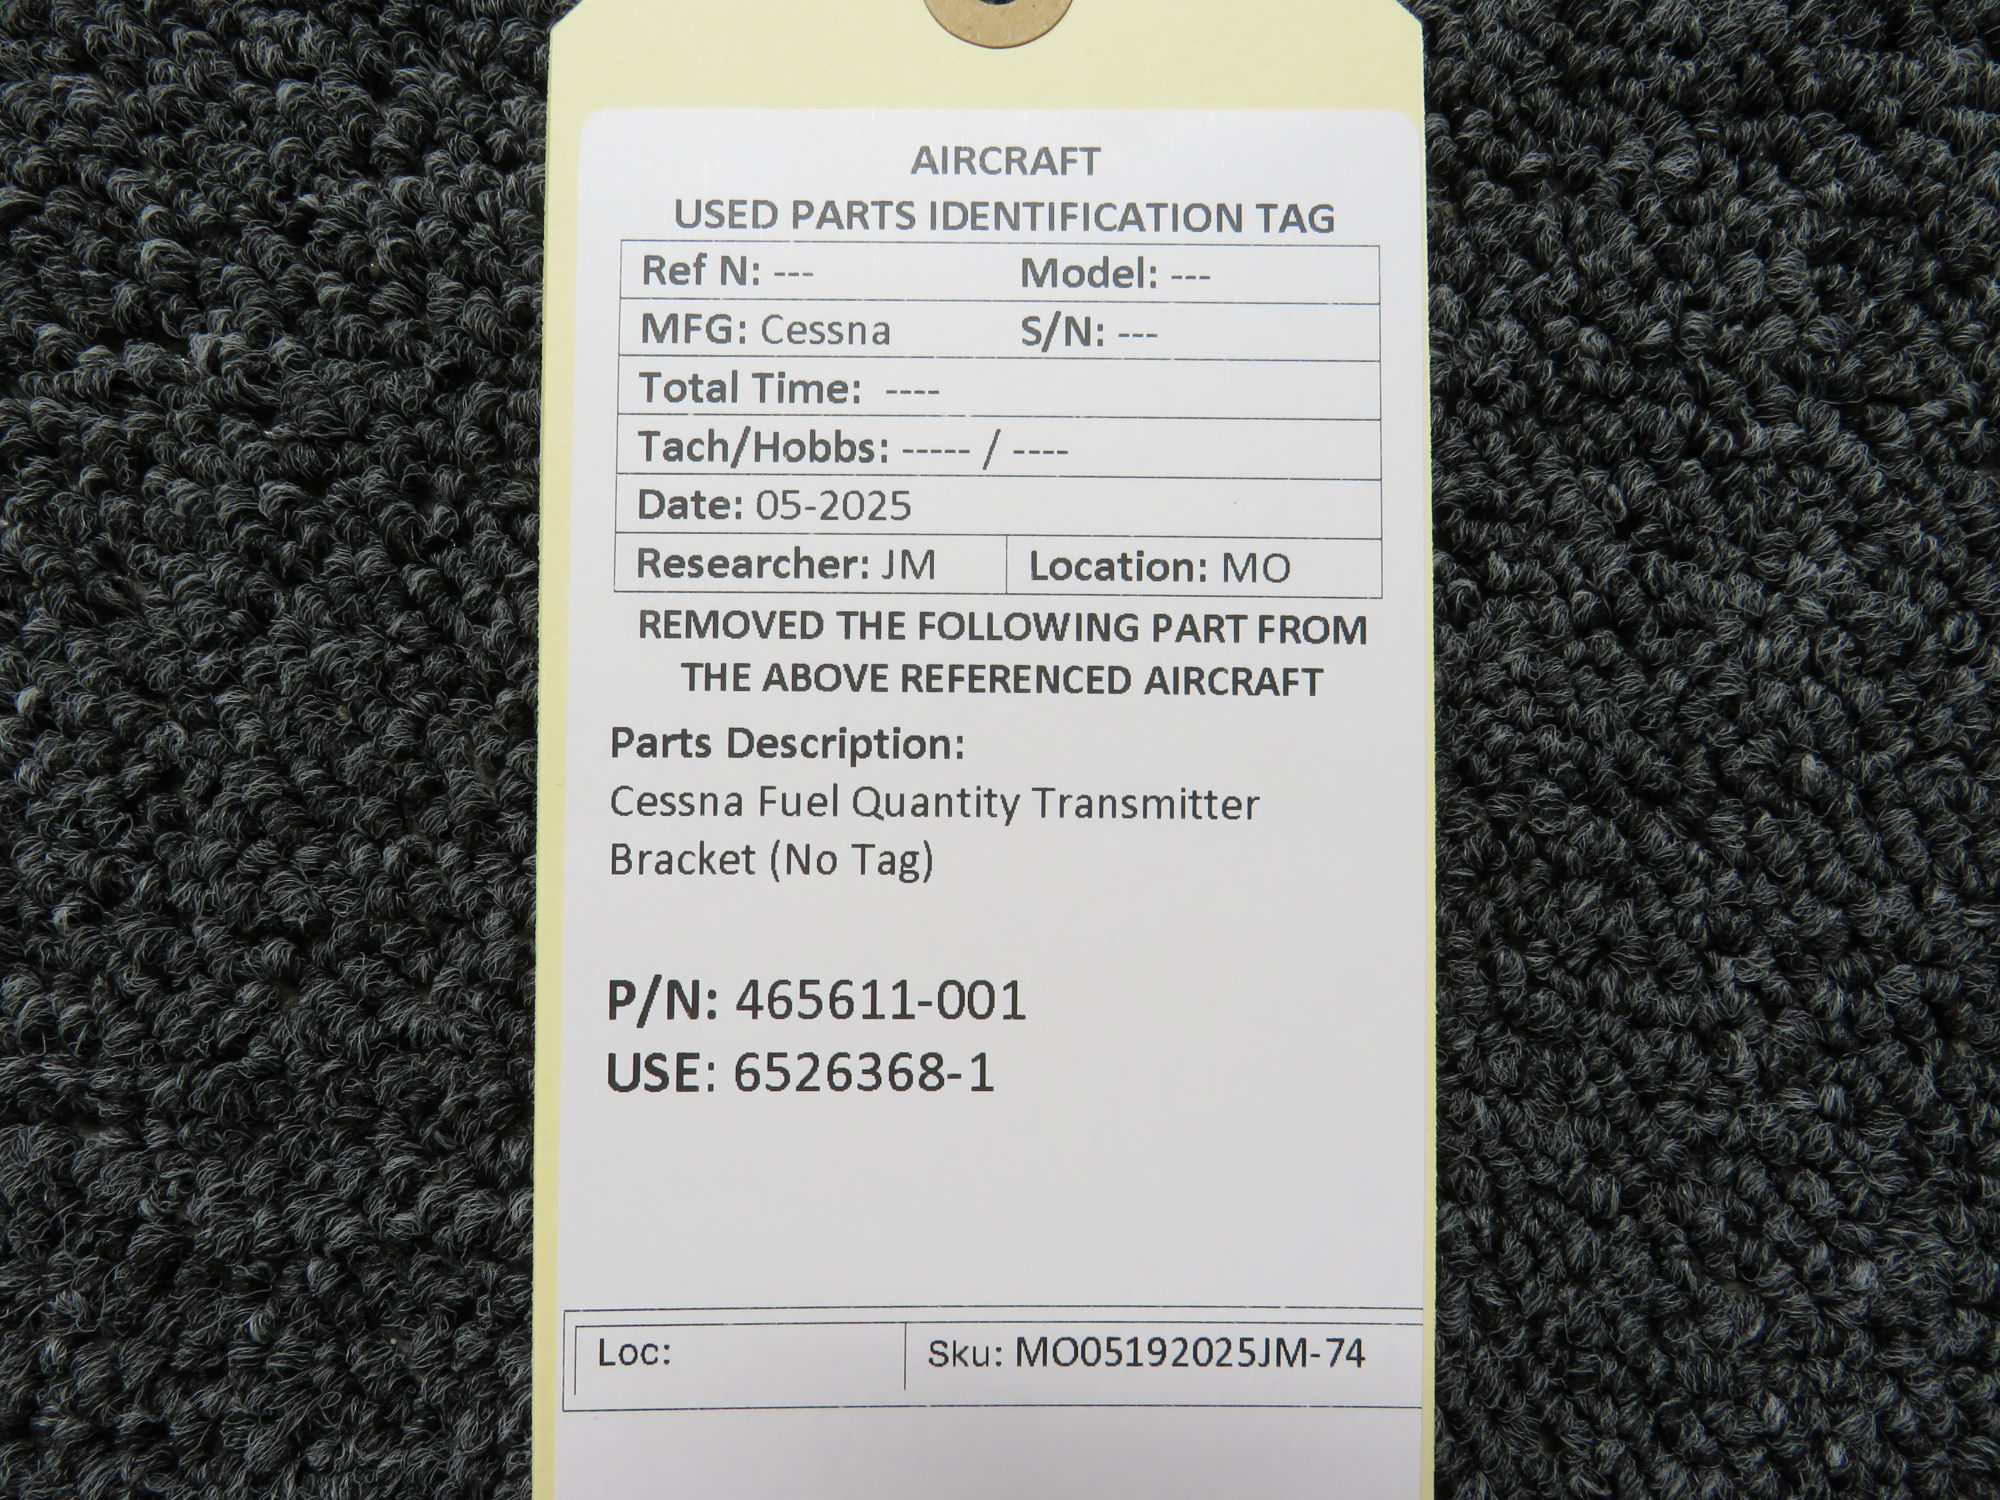 AIRCRAFT
USED PARTS IDENTIFICATION TAG
Ref N: --- Model: ---
MFG: Cessna S/N: ---
Total Time: ----
Tach/Hobbs: ----- / ----
Date: 05-2025
Researcher: JM Location: MO
REMOVED THE FOLLOWING PART FROM
THE ABOVE REFERENCED AIRCRAFT
Parts Description:
Cessna Fuel Quantity Transmitter
Bracket (No Tag)
P/N: 465611-001
USE: 6526368-1
Loc: Sku: MO05192025JM-74